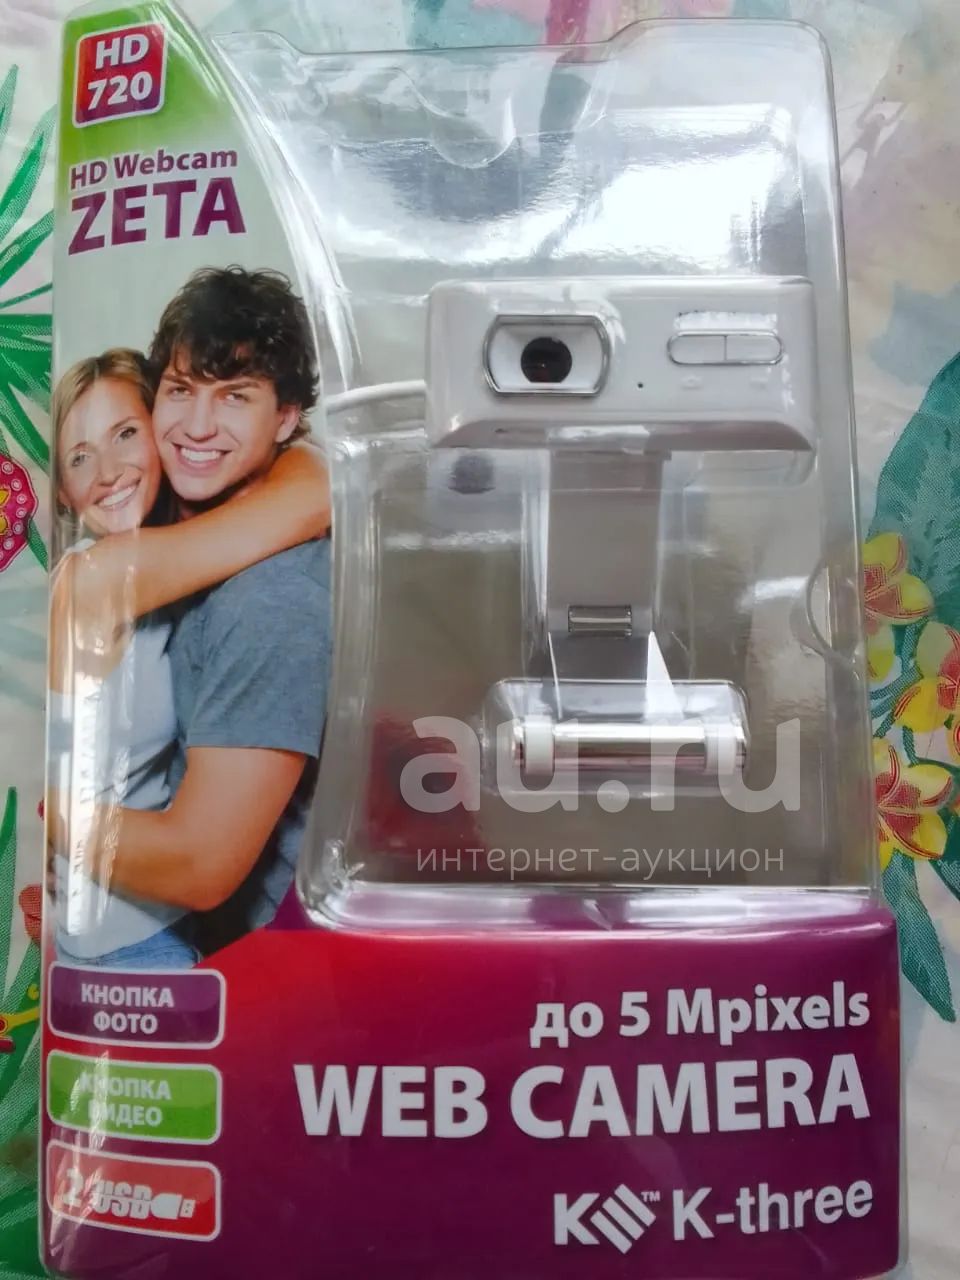 HD
720
HD Webcam
ZETA
au.ru
интернет-аукцион
КНОПКА
ФОТО
КНОПКА
ВИДЕО
USB
до 5 Mpixels
WEB CAMERA
K™ K-three